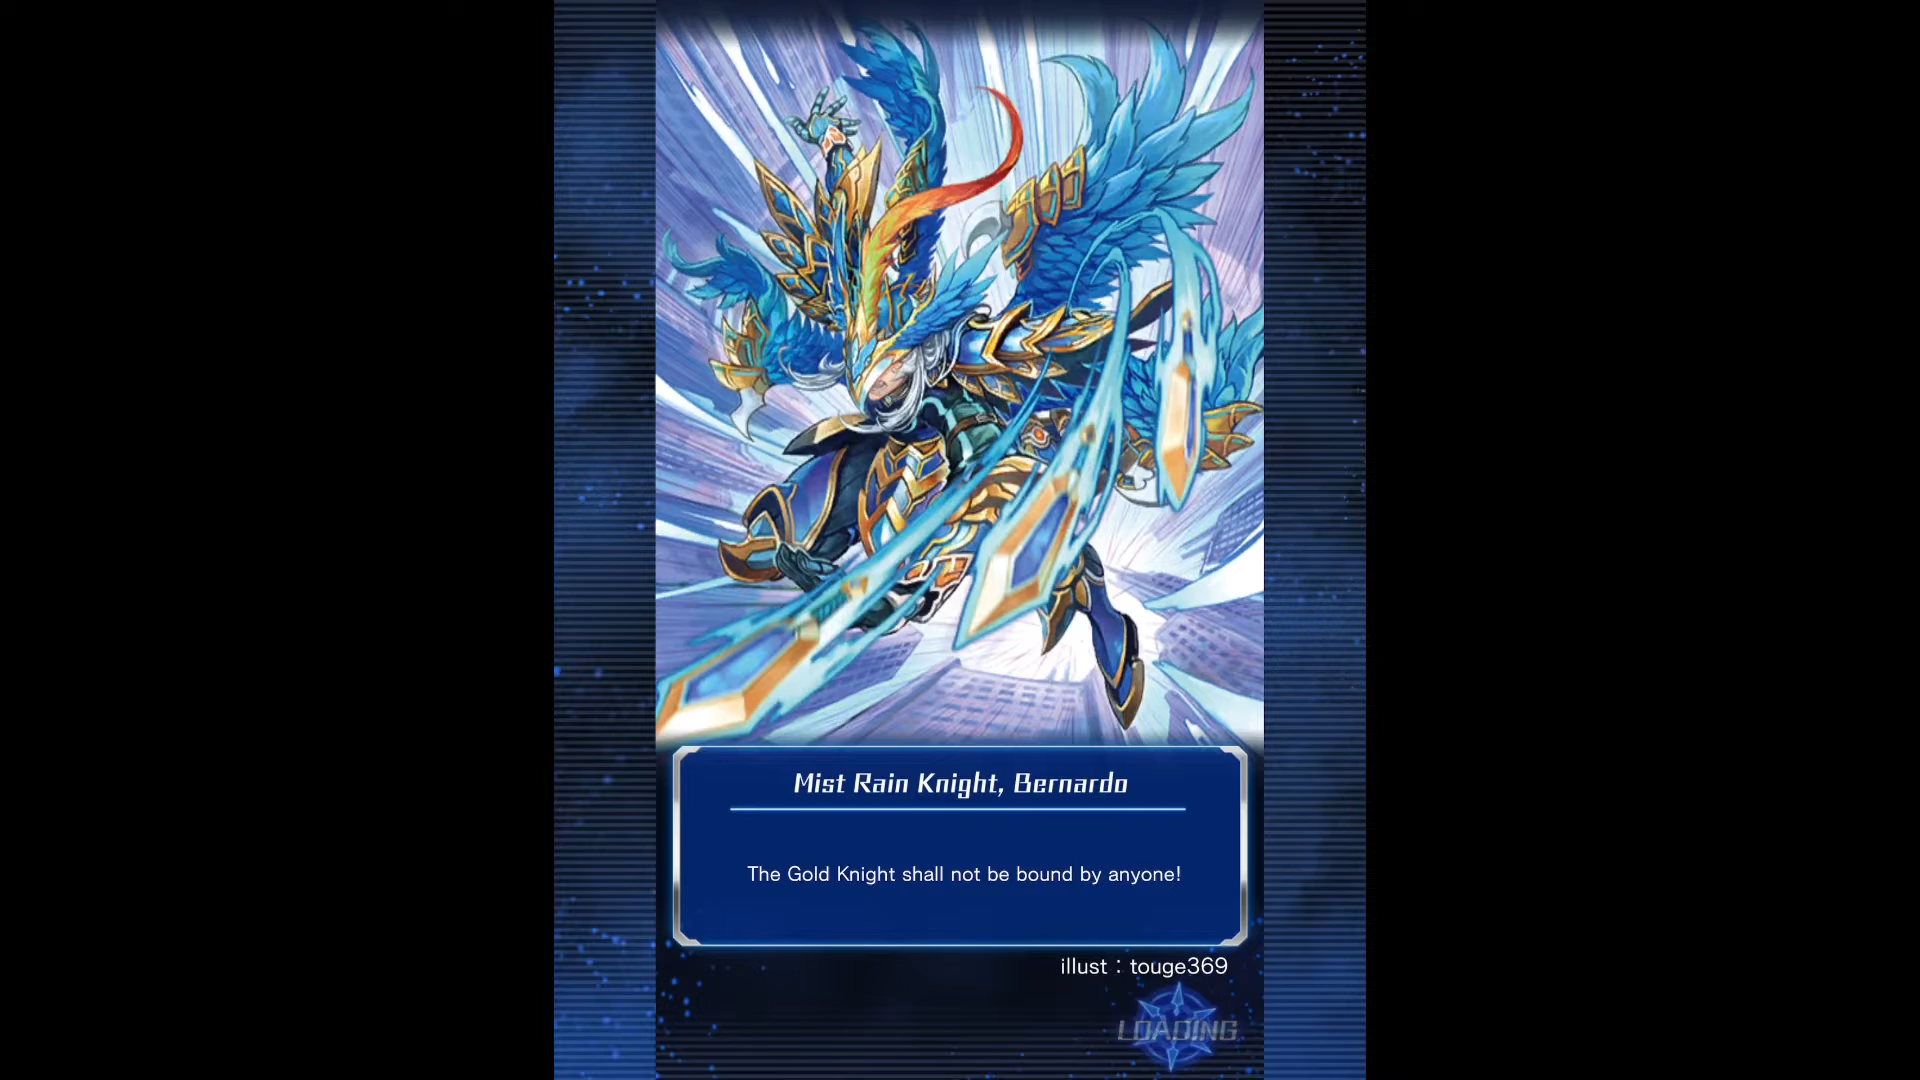 Mist Rain Knight, Bernardo
The Gold Knight shall not be bound by anyone!
illust : touge369
LOADING